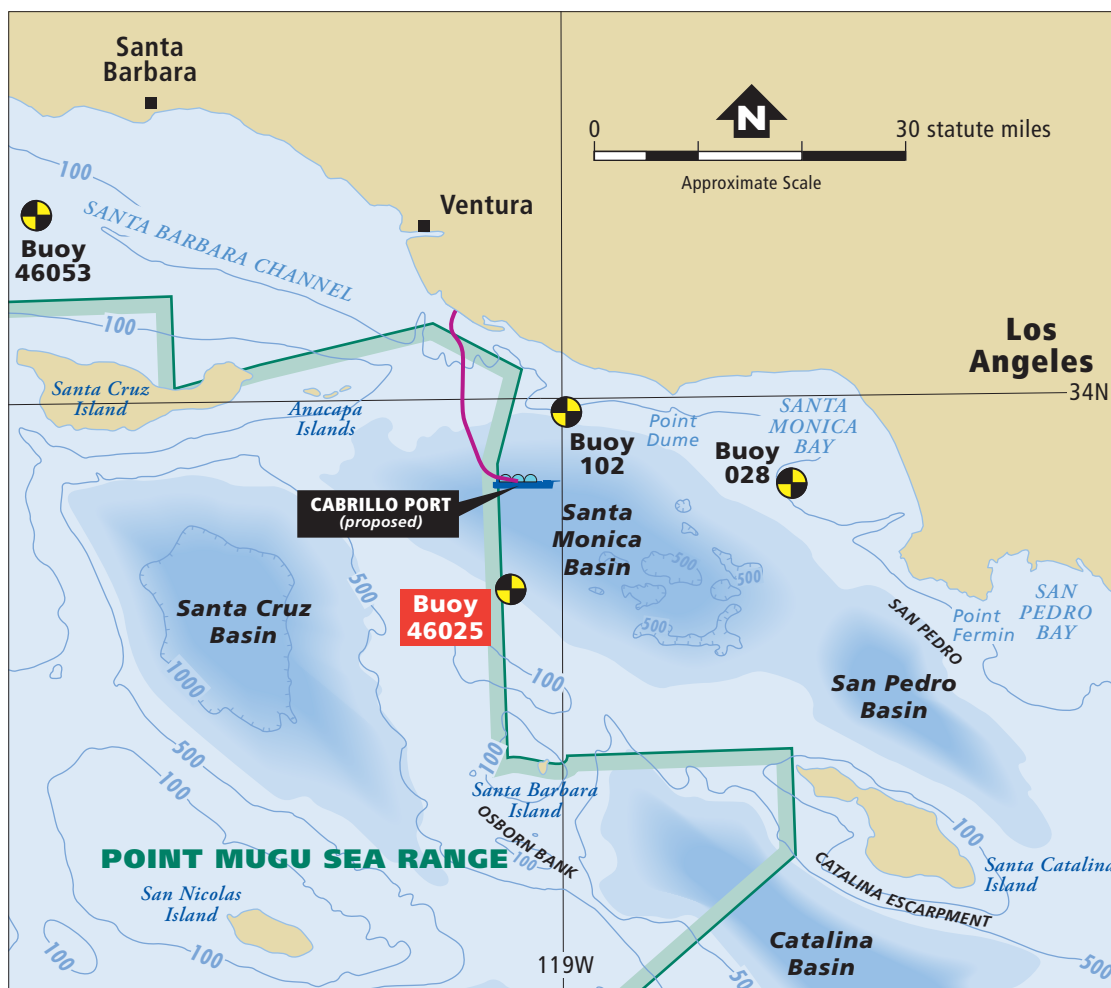 Santa
Barbara
N
0
30 statute miles
Approximate Scale
100
SANTA BARBARA CHANNEL
Ventura
Buoy
46053
100
Los
Angeles
34N
Santa Cruz
Island
Anacapa
Islands
Point
Dume
SANTA
MONICA
BAY
Buoy
102
Buoy
028
CABRILLO PORT
(proposed)
Santa
Monica
Basin
500
500
500
500
Santa Cruz
Basin
1000
Buoy
46025
SAN PEDRO
Point
Fermin
SAN
PEDRO
BAY
San Pedro
Basin
100
500
100
100
Santa Barbara
Island
OSBORN BANK
100
POINT MUGU SEA RANGE
San Nicolas
Island
100
100
100
CATALINA ESCARPMENT
Santa Catalina
Island
Catalina
Basin
119W
500
500